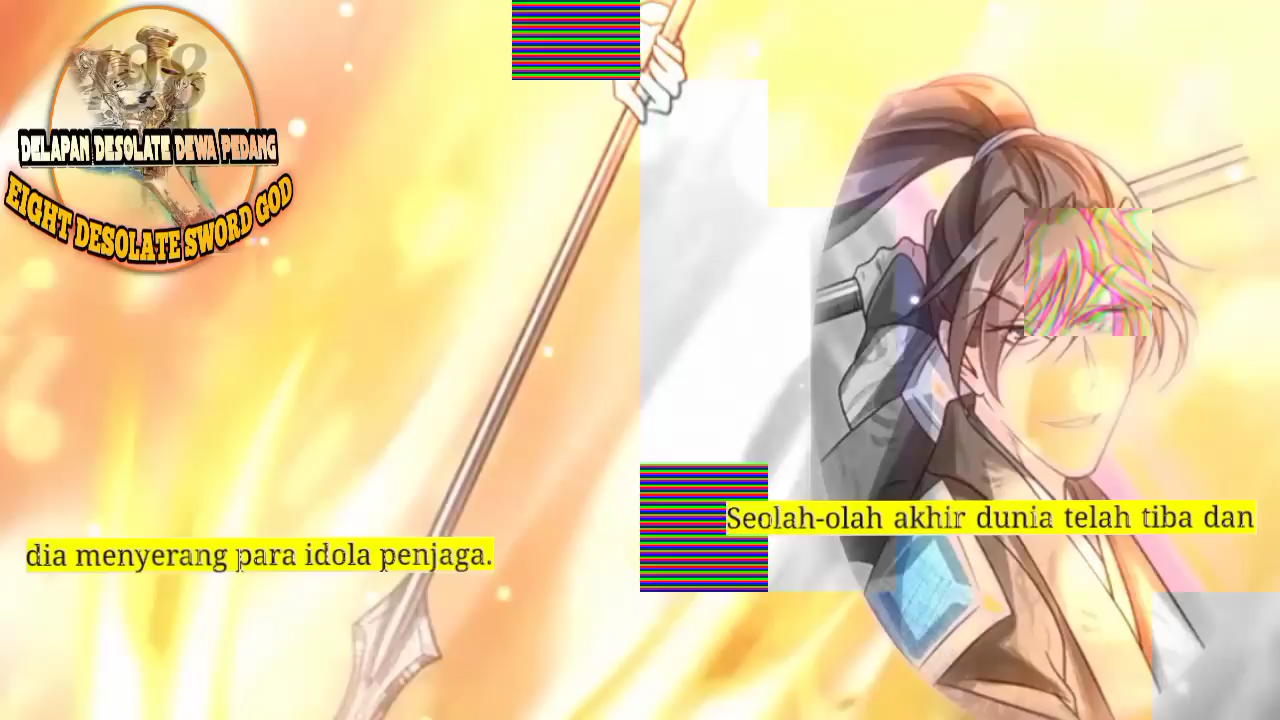 198
DELAPAN DESOLATE DEWA PEDANG
EIGHT DESOLATE SWORD GOD
Seolah-olah akhir dunia telah tiba dan
dia menyerang para idola penjaga.